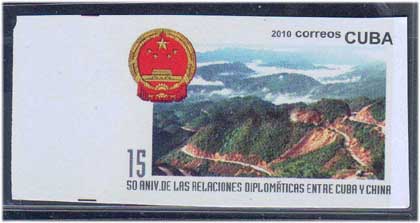 2010 correos CUBA
15
50 ANIV. DE LAS RELACIONES DIPLOMÁTICAS ENTRE CUBA Y CHINA